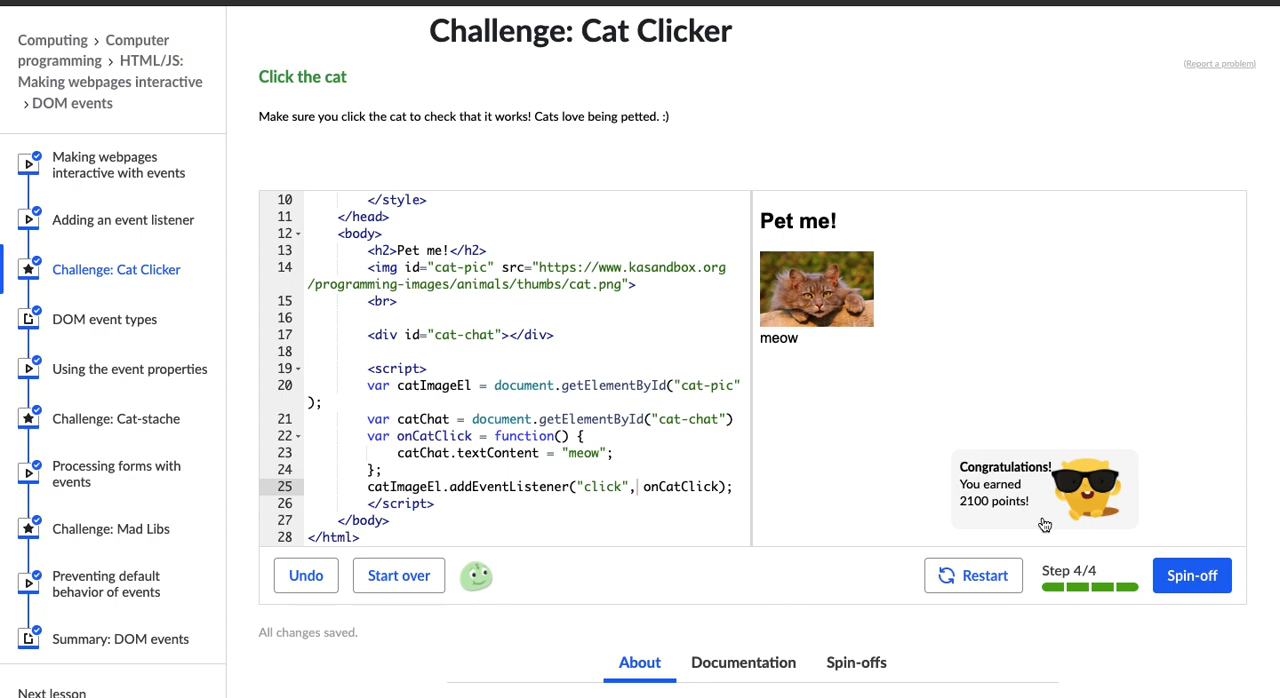 Challenge: Cat Clicker
Computing › Computer
programming › HTML/JS:
Making webpages interactive
› DOM events
(Report a problem)
Click the cat
Make sure you click the cat to check that it works! Cats love being petted. :)
Making webpages
interactive with events
Adding an event listener
Challenge: Cat Clicker
DOM event types
Using the event properties
Challenge: Cat-stache
Processing forms with
events
Challenge: Mad Libs
Preventing default
behavior of events
Summary: DOM events
Next lesson
10 </style>
11 </head>
12 <body>
13 <h2>Pet me!</h2>
14 <img id="cat-pic" src="https://www.kasandbox.org
/programming-images/animals/thumbs/cat.png">
15 <br>
16
17 <div id="cat-chat"></div>
18
19 <script>
20 var catImageEl = document.getElementById("cat-pic"
);
21 var catChat = document.getElementById("cat-chat")
22 var onCatClick = function() {
23 catChat.textContent = "meow";
24 };
25 catImageEl.addEventListener("click", onCatClick);
26 </script>
27 </body>
28 </html>
Pet me!
meow
Congratulations!
You earned
2100 points!
Undo
Start over
Restart
Step 4/4
Spin-off
All changes saved.
About
Documentation
Spin-offs